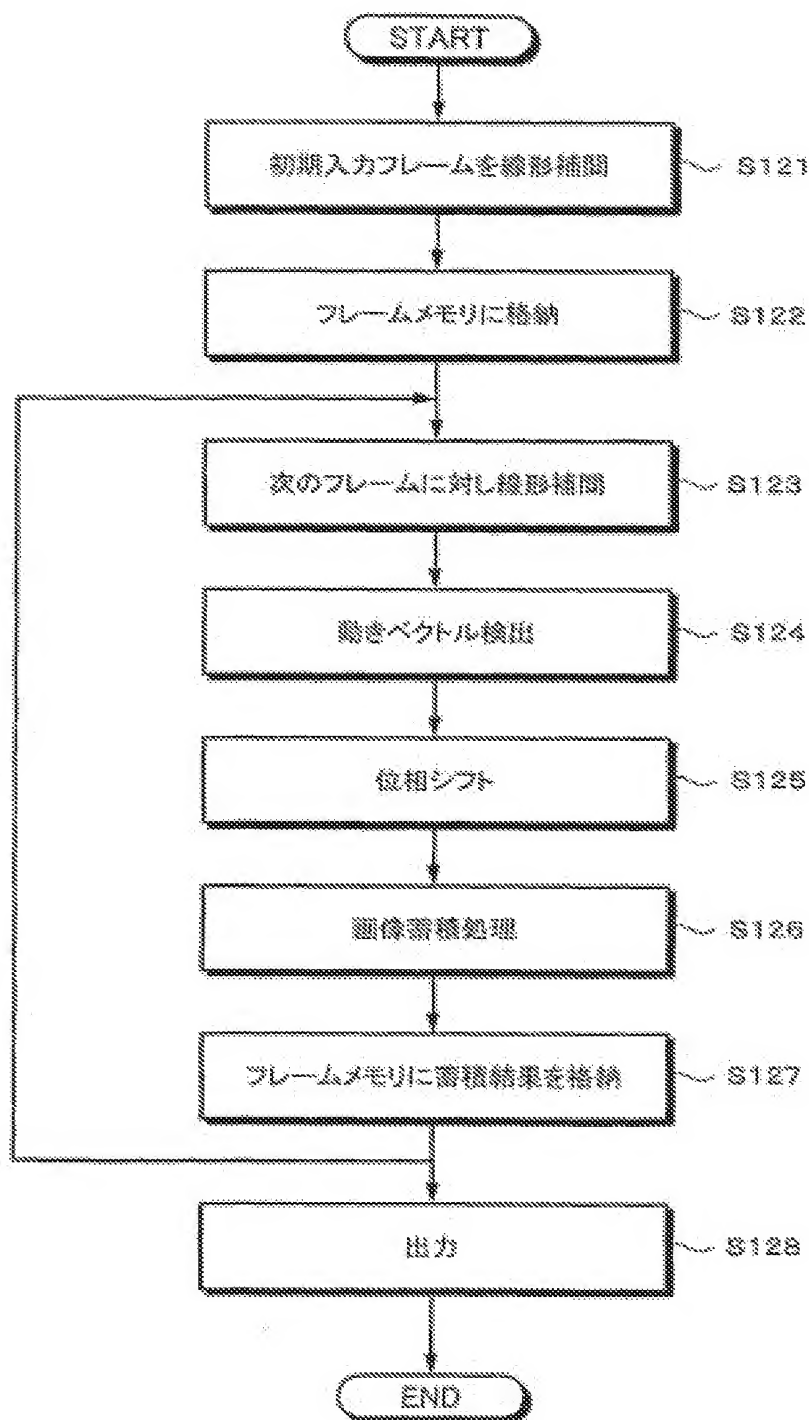 START
初期入力フレームを線形補間
S121
フレームメモリに格納
S122
次のフレームに対し線形補間
S123
動きベクトル検出
S124
位相シフト
S125
画像蓄積処理
S126
フレームメモリに蓄積結果を格納
S127
出力
S128
END